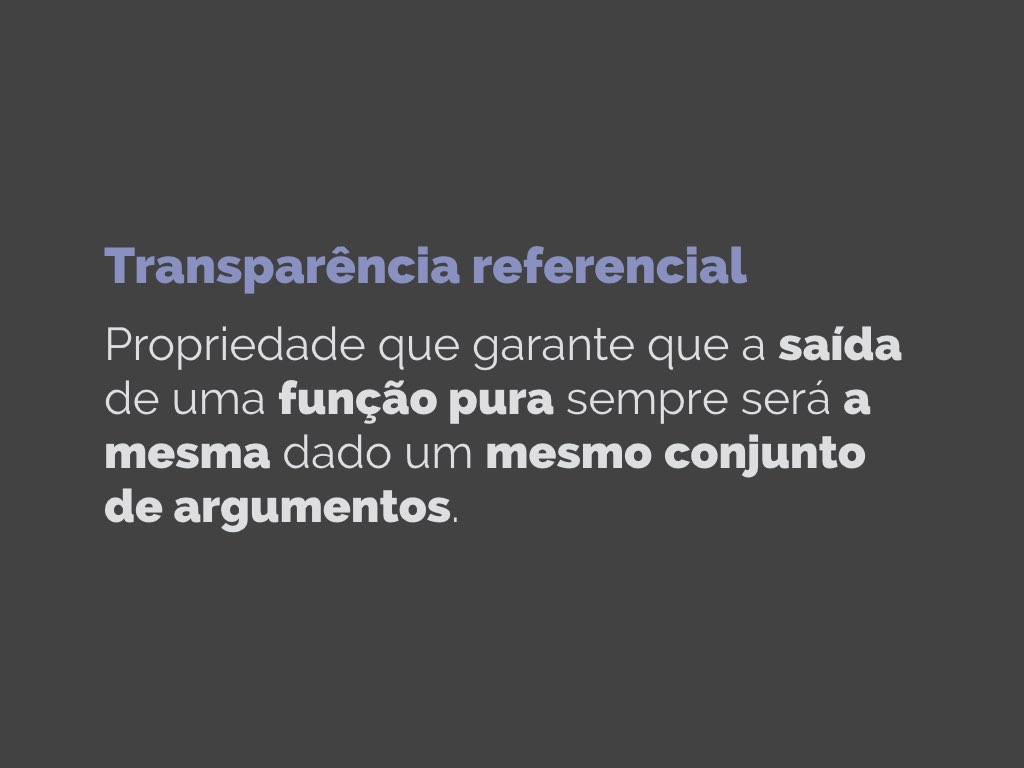 Transparência referencial
Propriedade que garante que a saída
de uma função pura sempre será a
mesma dado um mesmo conjunto
de argumentos.